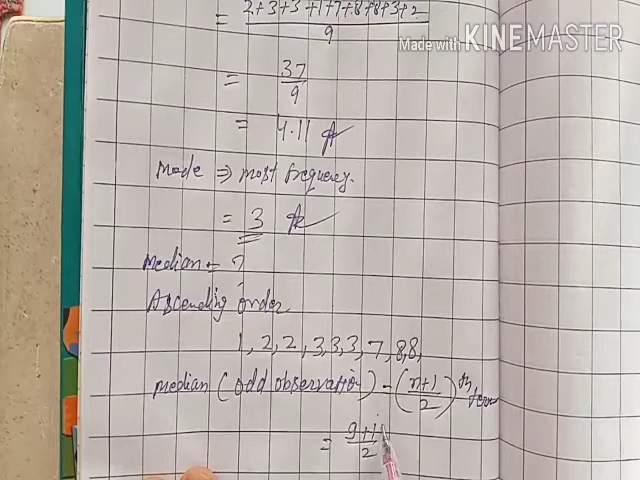 Made with KINEMASTER
= 2+3+3+1+7+8+8+3+2 / 9
= 37/9
= 4.11
Mode ⇒ most frequency.
= 3
Median = ?
Ascending order
1, 2, 2, 3, 3, 3, 7, 8, 8,
Median (odd observation) = (n+1/2)th term
= 9+1/2